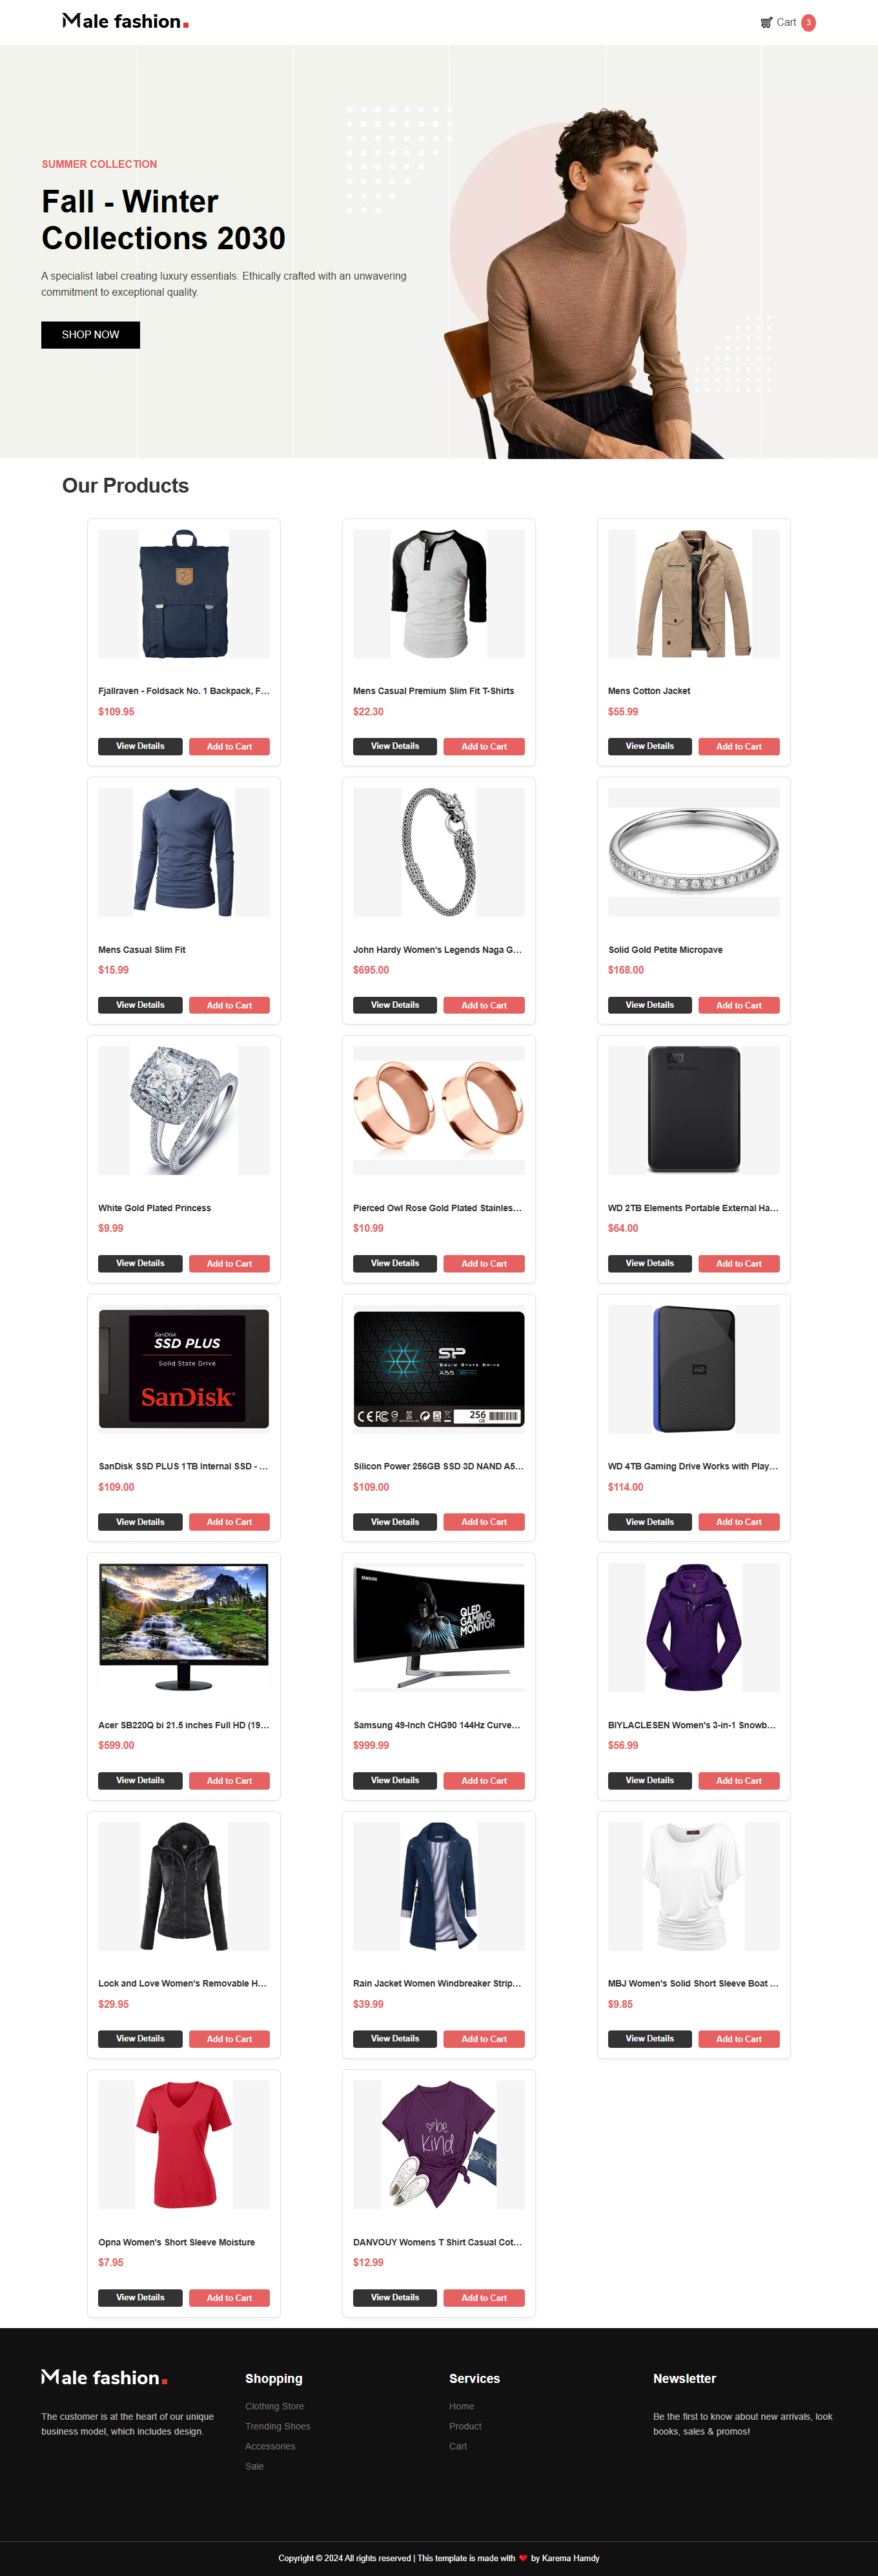 Male fashion.
Cart 3
SUMMER COLLECTION
Fall - Winter
Collections 2030
A specialist label creating luxury essentials. Ethically crafted with an unwavering
commitment to exceptional quality.
SHOP NOW
Our Products
Fjallraven - Foldsack No. 1 Backpack, F...
$109.95
View Details Add to Cart
Mens Casual Premium Slim Fit T-Shirts
$22.30
View Details Add to Cart
Mens Cotton Jacket
$55.99
View Details Add to Cart
Mens Casual Slim Fit
$15.99
View Details Add to Cart
John Hardy Women's Legends Naga G...
$695.00
View Details Add to Cart
Solid Gold Petite Micropave
$168.00
View Details Add to Cart
White Gold Plated Princess
$9.99
View Details Add to Cart
Pierced Owl Rose Gold Plated Stainles...
$10.99
View Details Add to Cart
WD
WD 2TB Elements Portable External Ha...
$64.00
View Details Add to Cart
SanDisk
SSD PLUS
Solid State Drive
SanDisk
SanDisk SSD PLUS 1TB Internal SSD - ...
$109.00
View Details Add to Cart
SP
Solid State Drive
A55
256
GB
Silicon Power 256GB SSD 3D NAND A5...
$109.00
View Details Add to Cart
WD
WD 4TB Gaming Drive Works with Play...
$114.00
View Details Add to Cart
Acer SB220Q bi 21.5 inches Full HD (19...
$599.00
View Details Add to Cart
SAMSUNG
QLED
GAMING
MONITOR
Samsung 49-Inch CHG90 144Hz Curve...
$999.99
View Details Add to Cart
BIYLACLESEN Women's 3-in-1 Snowb...
$56.99
View Details Add to Cart
Lock and Love Women's Removable H...
$29.95
View Details Add to Cart
Rain Jacket Women Windbreaker Strip...
$39.99
View Details Add to Cart
MBJ Women's Solid Short Sleeve Boat ...
$9.85
View Details Add to Cart
Opna Women's Short Sleeve Moisture
$7.95
View Details Add to Cart
be
kind
DANVOUY Womens T Shirt Casual Cot...
$12.99
View Details Add to Cart
Male fashion.
The customer is at the heart of our unique
business model, which includes design.
Shopping
Clothing Store
Trending Shoes
Accessories
Sale
Services
Home
Product
Cart
Newsletter
Be the first to know about new arrivals, look
books, sales & promos!
Copyright © 2024 All rights reserved | This template is made with ❤ by Karema Hamdy